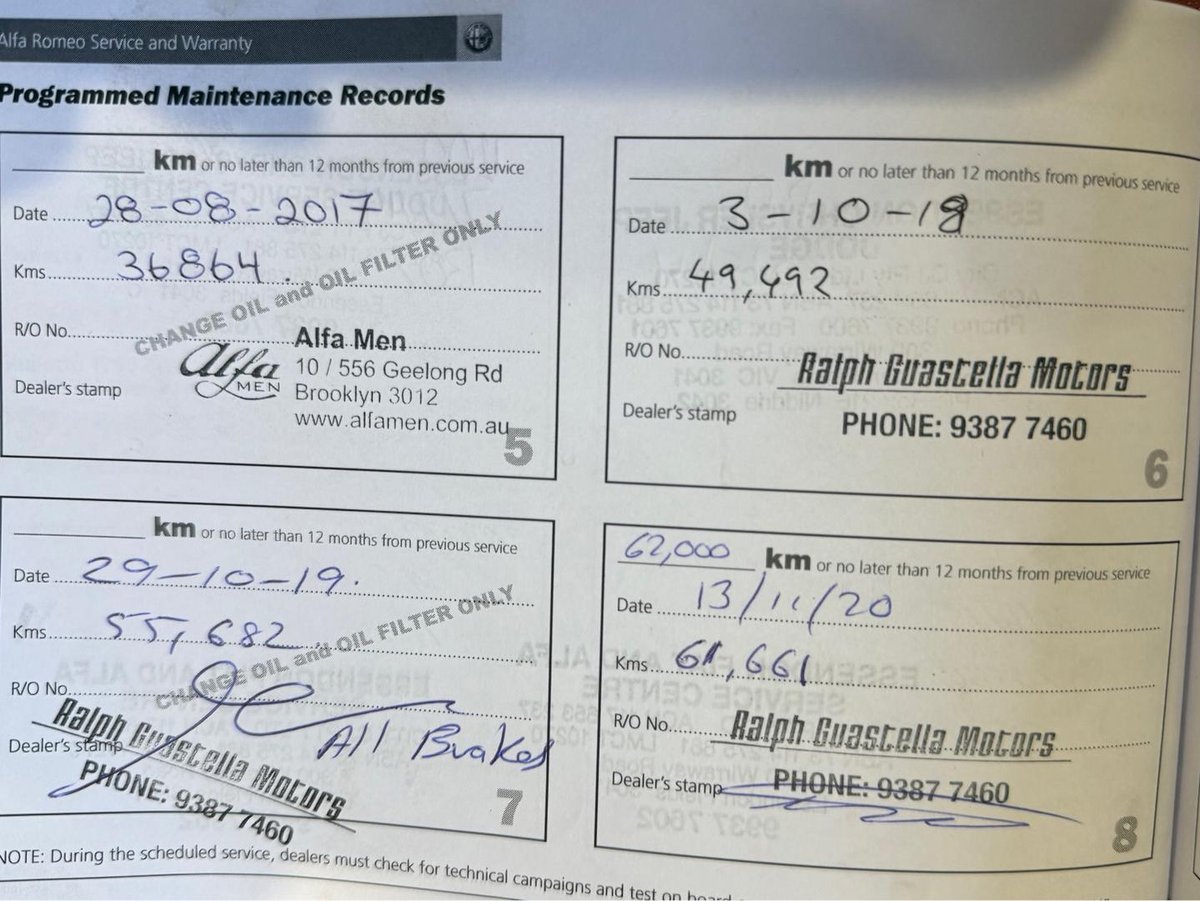 Alfa Romeo Service and Warranty
Programmed Maintenance Records
km or no later than 12 months from previous service
Date 28-08-2017
Kms 36864
CHANGE OIL and OIL FILTER ONLY
R/O No.
Dealer's stamp
Alfa MEN
Alfa Men
10 / 556 Geelong Rd
Brooklyn 3012
www.alfamen.com.au
5
km or no later than 12 months from previous service
Date 3-10-18
Kms 49,492
R/O No.
Dealer's stamp
Ralph Guastella Motors
PHONE: 9387 7460
6
km or no later than 12 months from previous service
Date 29-10-19.
Kms 55,682
CHANGE OIL and OIL FILTER ONLY
R/O No.
All Brakes
Dealer's stamp
Ralph Guastella Motors
PHONE: 9387 7460
7
62,000 km or no later than 12 months from previous service
Date 13/11/20
Kms 61,661
R/O No.
Dealer's stamp
Ralph Guastella Motors
PHONE: 9387 7460
8
NOTE: During the scheduled service, dealers must check for technical campaigns and test on board